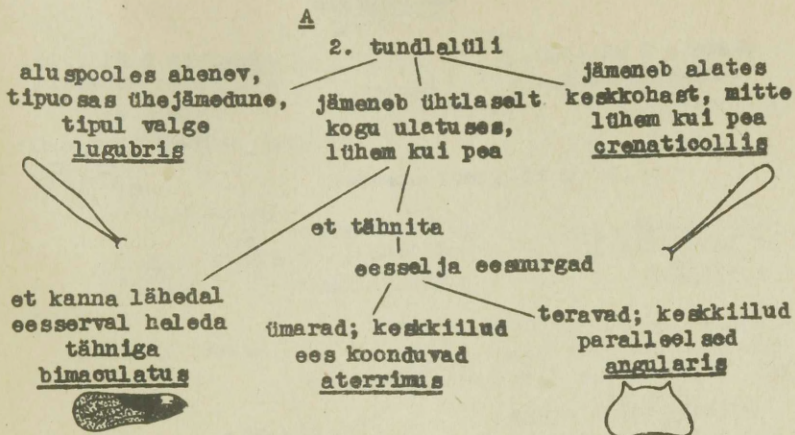 A
2. tundlalüli
aluspooles ahenev,
tipuosas ühejämedune,
tipul valge
lugubris
jämeneb ühtlaselt
kogu ulatuses,
lühem kui pea
jämeneb alates
keskkohast, mitte
lühem kui pea
crenaticollis
et tähnita
eesselja eesnurgad
et kanna lähedal
eesserval heleda
tähniga
bimaculatus
ümarad; keskkiilud
ees koonduvad
aterrimus
teravad; keskkiilud
paralleelsed
angularis